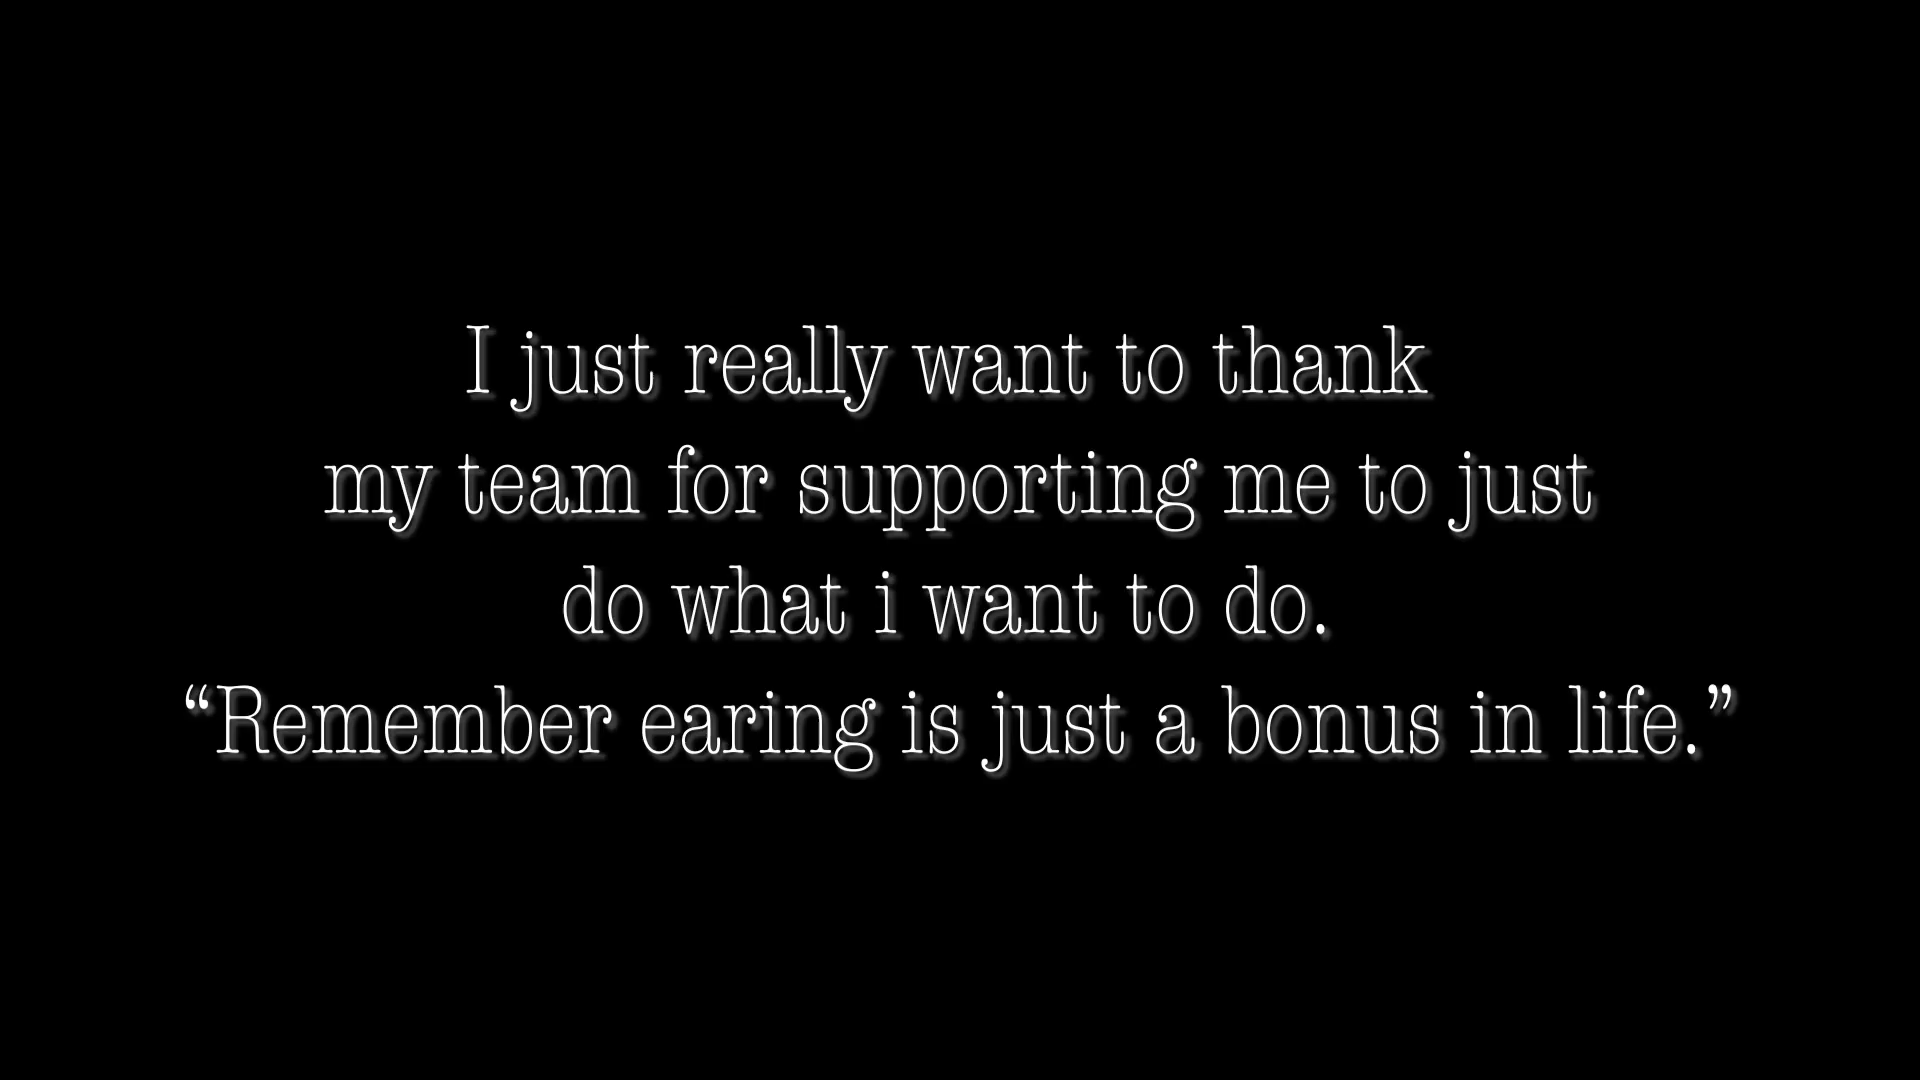 I just really want to thank
my team for supporting me to just
do what i want to do.
“Remember earing is just a bonus in life.”